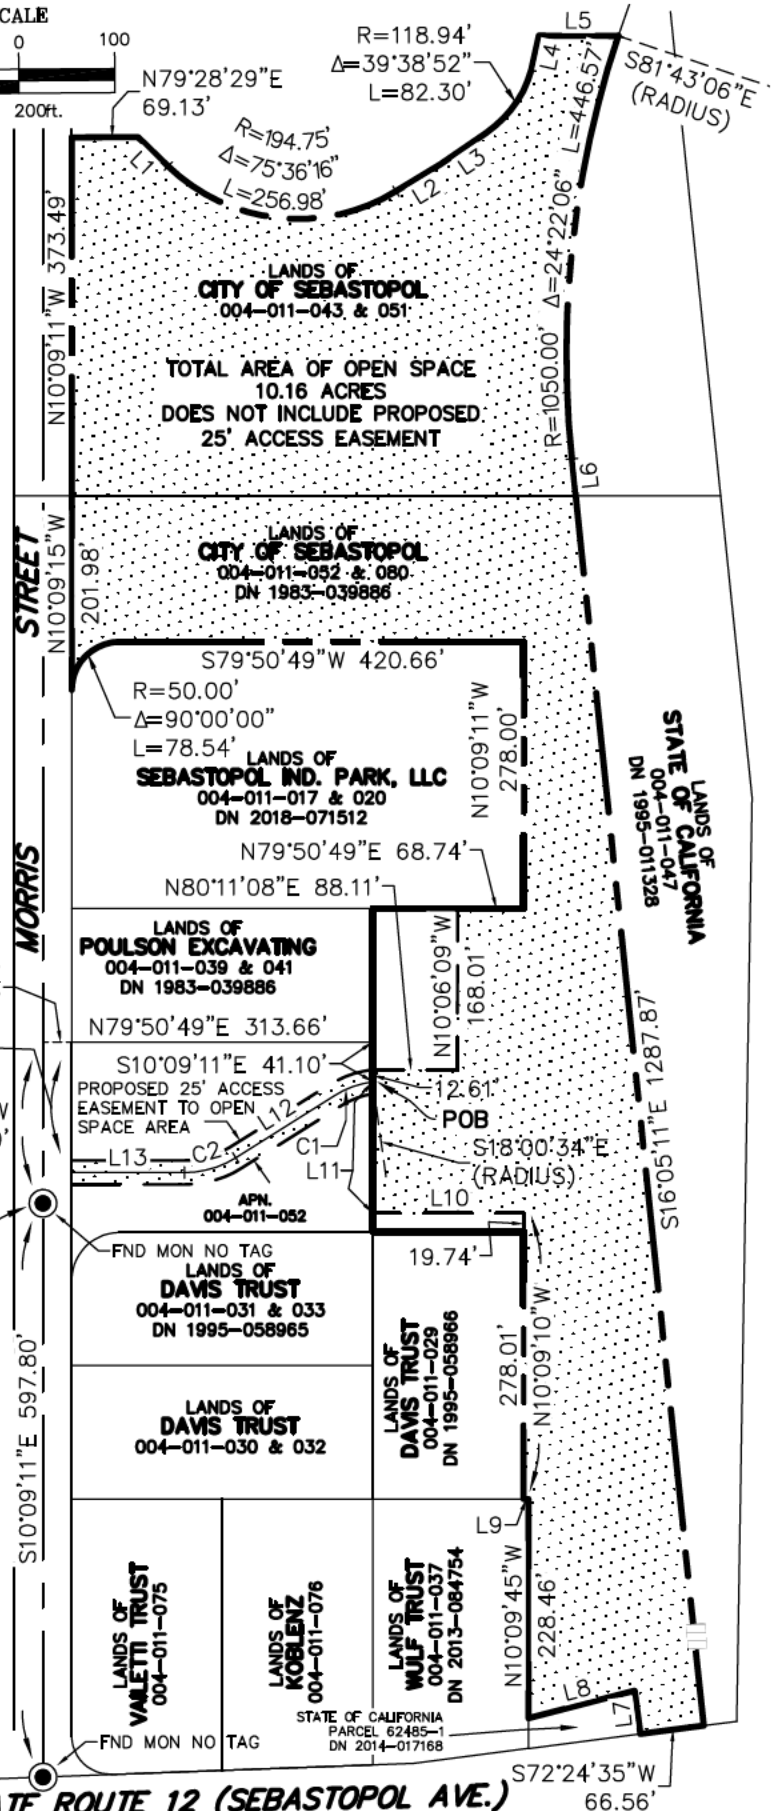 CALE
0 100
200ft.
N79°28'29"E
69.13'
R=118.94'
Δ=39°38'52"
L=82.30'
L5
L4
L=446.57'
S81°43'06"E
(RADIUS)
R=194.75'
Δ=75°36'16"
L=256.98'
L1
L2
L3
N10°09'11"W 373.49'
LANDS OF
CITY OF SEBASTOPOL
004-011-043 & 051
TOTAL AREA OF OPEN SPACE
10.16 ACRES
DOES NOT INCLUDE PROPOSED
25' ACCESS EASEMENT
R=1050.00' Δ=24°22'06"
L6
STREET
N10°09'15"W
201.98'
LANDS OF
CITY OF SEBASTOPOL
004-011-052 & 080
DN 1983-039886
S79°50'49"W 420.66'
R=50.00'
Δ=90°00'00"
L=78.54'
N10°09'11"W
278.00'
LANDS OF
SEBASTOPOL IND. PARK, LLC
004-011-017 & 020
DN 2018-071512
LANDS OF
STATE OF CALIFORNIA
004-011-047
DN 1995-011328
N79°50'49"E 68.74'
N80°11'08"E 88.11'
MORRIS
LANDS OF
POULSON EXCAVATING
004-011-039 & 041
DN 1983-039886
N10°06'09"W
168.01'
N79°50'49"E 313.66'
S10°09'11"E 41.10'
PROPOSED 25' ACCESS
EASEMENT TO OPEN
SPACE AREA
L12
12.61'
POB
C1
C2
L13
L11
S18°00'34"E
(RADIUS)
S16°05'11"E 1287.87'
L10
APN.
004-011-052
FND MON NO TAG
19.74'
LANDS OF
DAVIS TRUST
004-011-031 & 033
DN 1995-058965
LANDS OF
DAVIS TRUST
004-011-029
DN 1995-058966
278.01'
N10°09'10"W
S10°09'11"E 597.80'
LANDS OF
DAVIS TRUST
004-011-030 & 032
L9
LANDS OF
VAILETTI TRUST
004-011-075
LANDS OF
KOBLENZ
004-011-076
LANDS OF
WULF TRUST
004-011-037
DN 2013-084754
N10°09'45"W
228.46'
L8
L7
STATE OF CALIFORNIA
PARCEL 62485-1
DN 2014-017168
FND MON NO TAG
S72°24'35"W
66.56'
ATE ROUTE 12 (SEBASTOPOL AVE.)